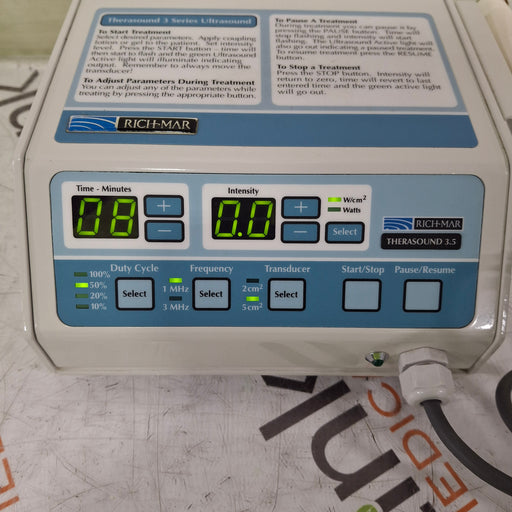 Therasound 3 Series Ultrasound
To Start Treatment
Select desired parameters. Apply coupling
lotion or gel to the patient. Set intensity
level. Press the START button - time will
then start to flash and the green Ultrasound
Active light will illuminate indicating
output. Remember to always move the
transducer!
To Adjust Parameters During Treatment
You can adjust any of the parameters while
treating by pressing the appropriate button.
To Pause A Treatment
During treatment you can pause it by
pressing the PAUSE button. Time will
stop flashing and intensity will start
flashing. The Ultrasound Active light will
also go out indicating a paused treatment.
To resume treatment press the RESUME
button.
To Stop a Treatment
Press the STOP button. Intensity will
return to zero, time will revert to last
entered time and the green active light
will go out.
RICH-MAR
Time - Minutes
08
+
−
Intensity
0.0
+
−
W/cm²
Watts
Select
RICH-MAR
THERASOUND 3.5
Duty Cycle
100%
50%
20%
10%
Select
Frequency
1 MHz
3 MHz
Select
Transducer
2cm²
5cm²
Select
Start/Stop
Pause/Resume